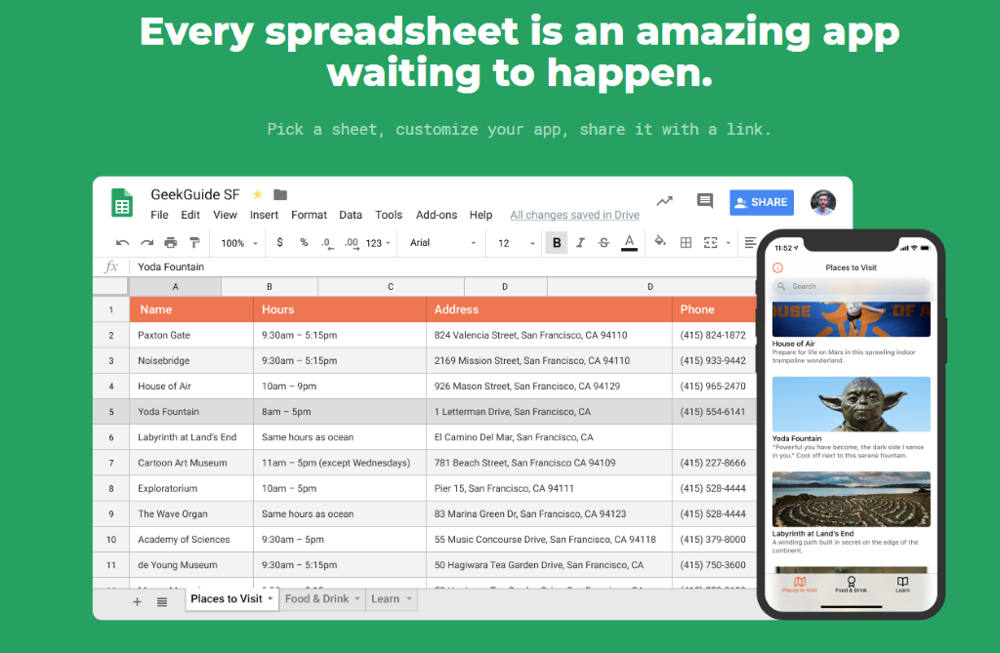 Every spreadsheet is an amazing app
waiting to happen.
Pick a sheet, customize your app, share it with a link.
GeekGuide SF
File Edit View Insert Format Data Tools Add-ons Help All changes saved in Drive
SHARE
100% $ % .0 .00 123 Arial 12 B I S A
fx Yoda Fountain
A B C D D
1 Name Hours Address Phone
2 Paxton Gate 9:30am – 5:15pm 824 Valencia Street, San Francisco, CA 94110 (415) 824-1872
3 Noisebridge 9:30am – 5:15pm 2169 Mission Street, San Francisco, CA 94110 (415) 933-9442
4 House of Air 10am – 9pm 926 Mason Street, San Francisco, CA 94129 (415) 965-2470
5 Yoda Fountain 8am – 5pm 1 Letterman Drive, San Francisco, CA (415) 554-6141
6 Labyrinth at Land's End Same hours as ocean El Camino Del Mar, San Francisco, CA
7 Cartoon Art Museum 11am – 5pm (except Wednesdays) 781 Beach Street, San Francisco CA 94109 (415) 227-8666
8 Exploratorium 10am – 5pm Pier 15, San Francisco, CA 94111 (415) 528-4444
9 The Wave Organ Same hours as ocean 83 Marina Green Dr, San Francisco, CA 94123 (415) 528-4444
10 Academy of Sciences 9:30am – 5pm 55 Music Concourse Drive, San Francisco, CA 94118 (415) 379-8000
11 de Young Museum 9:30am – 5:15pm 50 Hagiwara Tea Garden Drive, San Francisco, CA (415) 750-3600
Places to Visit Food & Drink Learn
11:52
Places to Visit
Search
OUSE OF A
House of Air
Prepare for life on Mars in this sprawling indoor
trampoline wonderland.
Yoda Fountain
"Powerful you have become, the dark side I sense
in you." Cool off next to this serene fountain.
Labyrinth at Land's End
A winding path built in secret on the edge of the
continent.
Places to Visit Food & Drink Learn